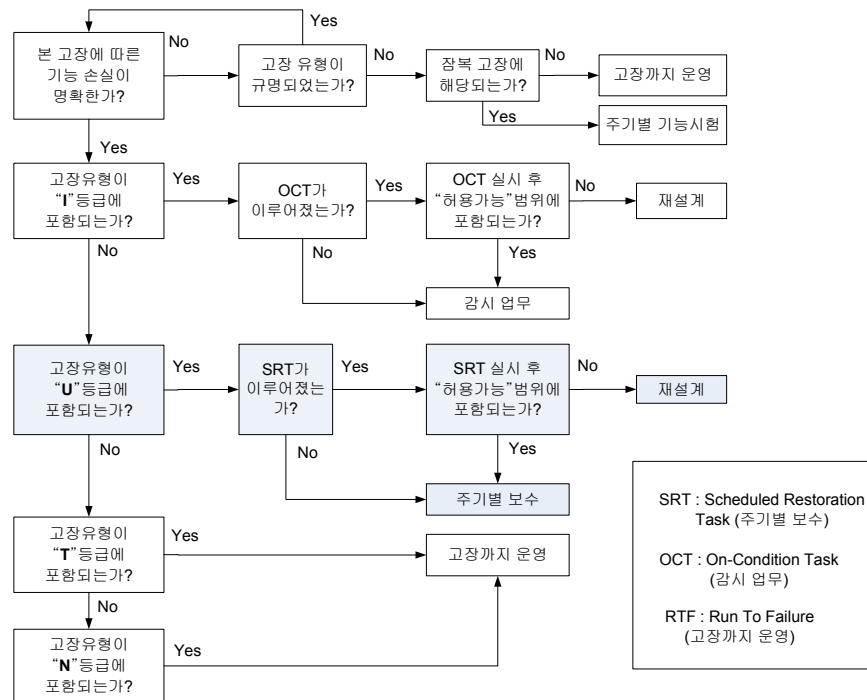 Yes
본 고장에 따른
기능 손실이
명확한가?
No
고장 유형이
규명되었는가?
No
잠복 고장에
해당되는가?
No
고장까지 운영
Yes
주기별 기능시험
Yes
고장유형이
“I”등급에
포함되는가?
Yes
OCT가
이루어졌는가?
Yes
OCT 실시 후
“허용가능”범위에
포함되는가?
No
재설계
No
No
Yes
감시 업무
고장유형이
“U”등급에
포함되는가?
Yes
SRT가
이루어졌는
가?
Yes
SRT 실시 후
“허용가능”범위에
포함되는가?
No
재설계
No
No
Yes
주기별 보수
고장유형이
“T”등급에
포함되는가?
Yes
고장까지 운영
No
고장유형이
“N”등급에
포함되는가?
Yes
SRT : Scheduled Restoration
Task (주기별 보수)
OCT : On-Condition Task
(감시 업무)
RTF : Run To Failure
(고장까지 운영)